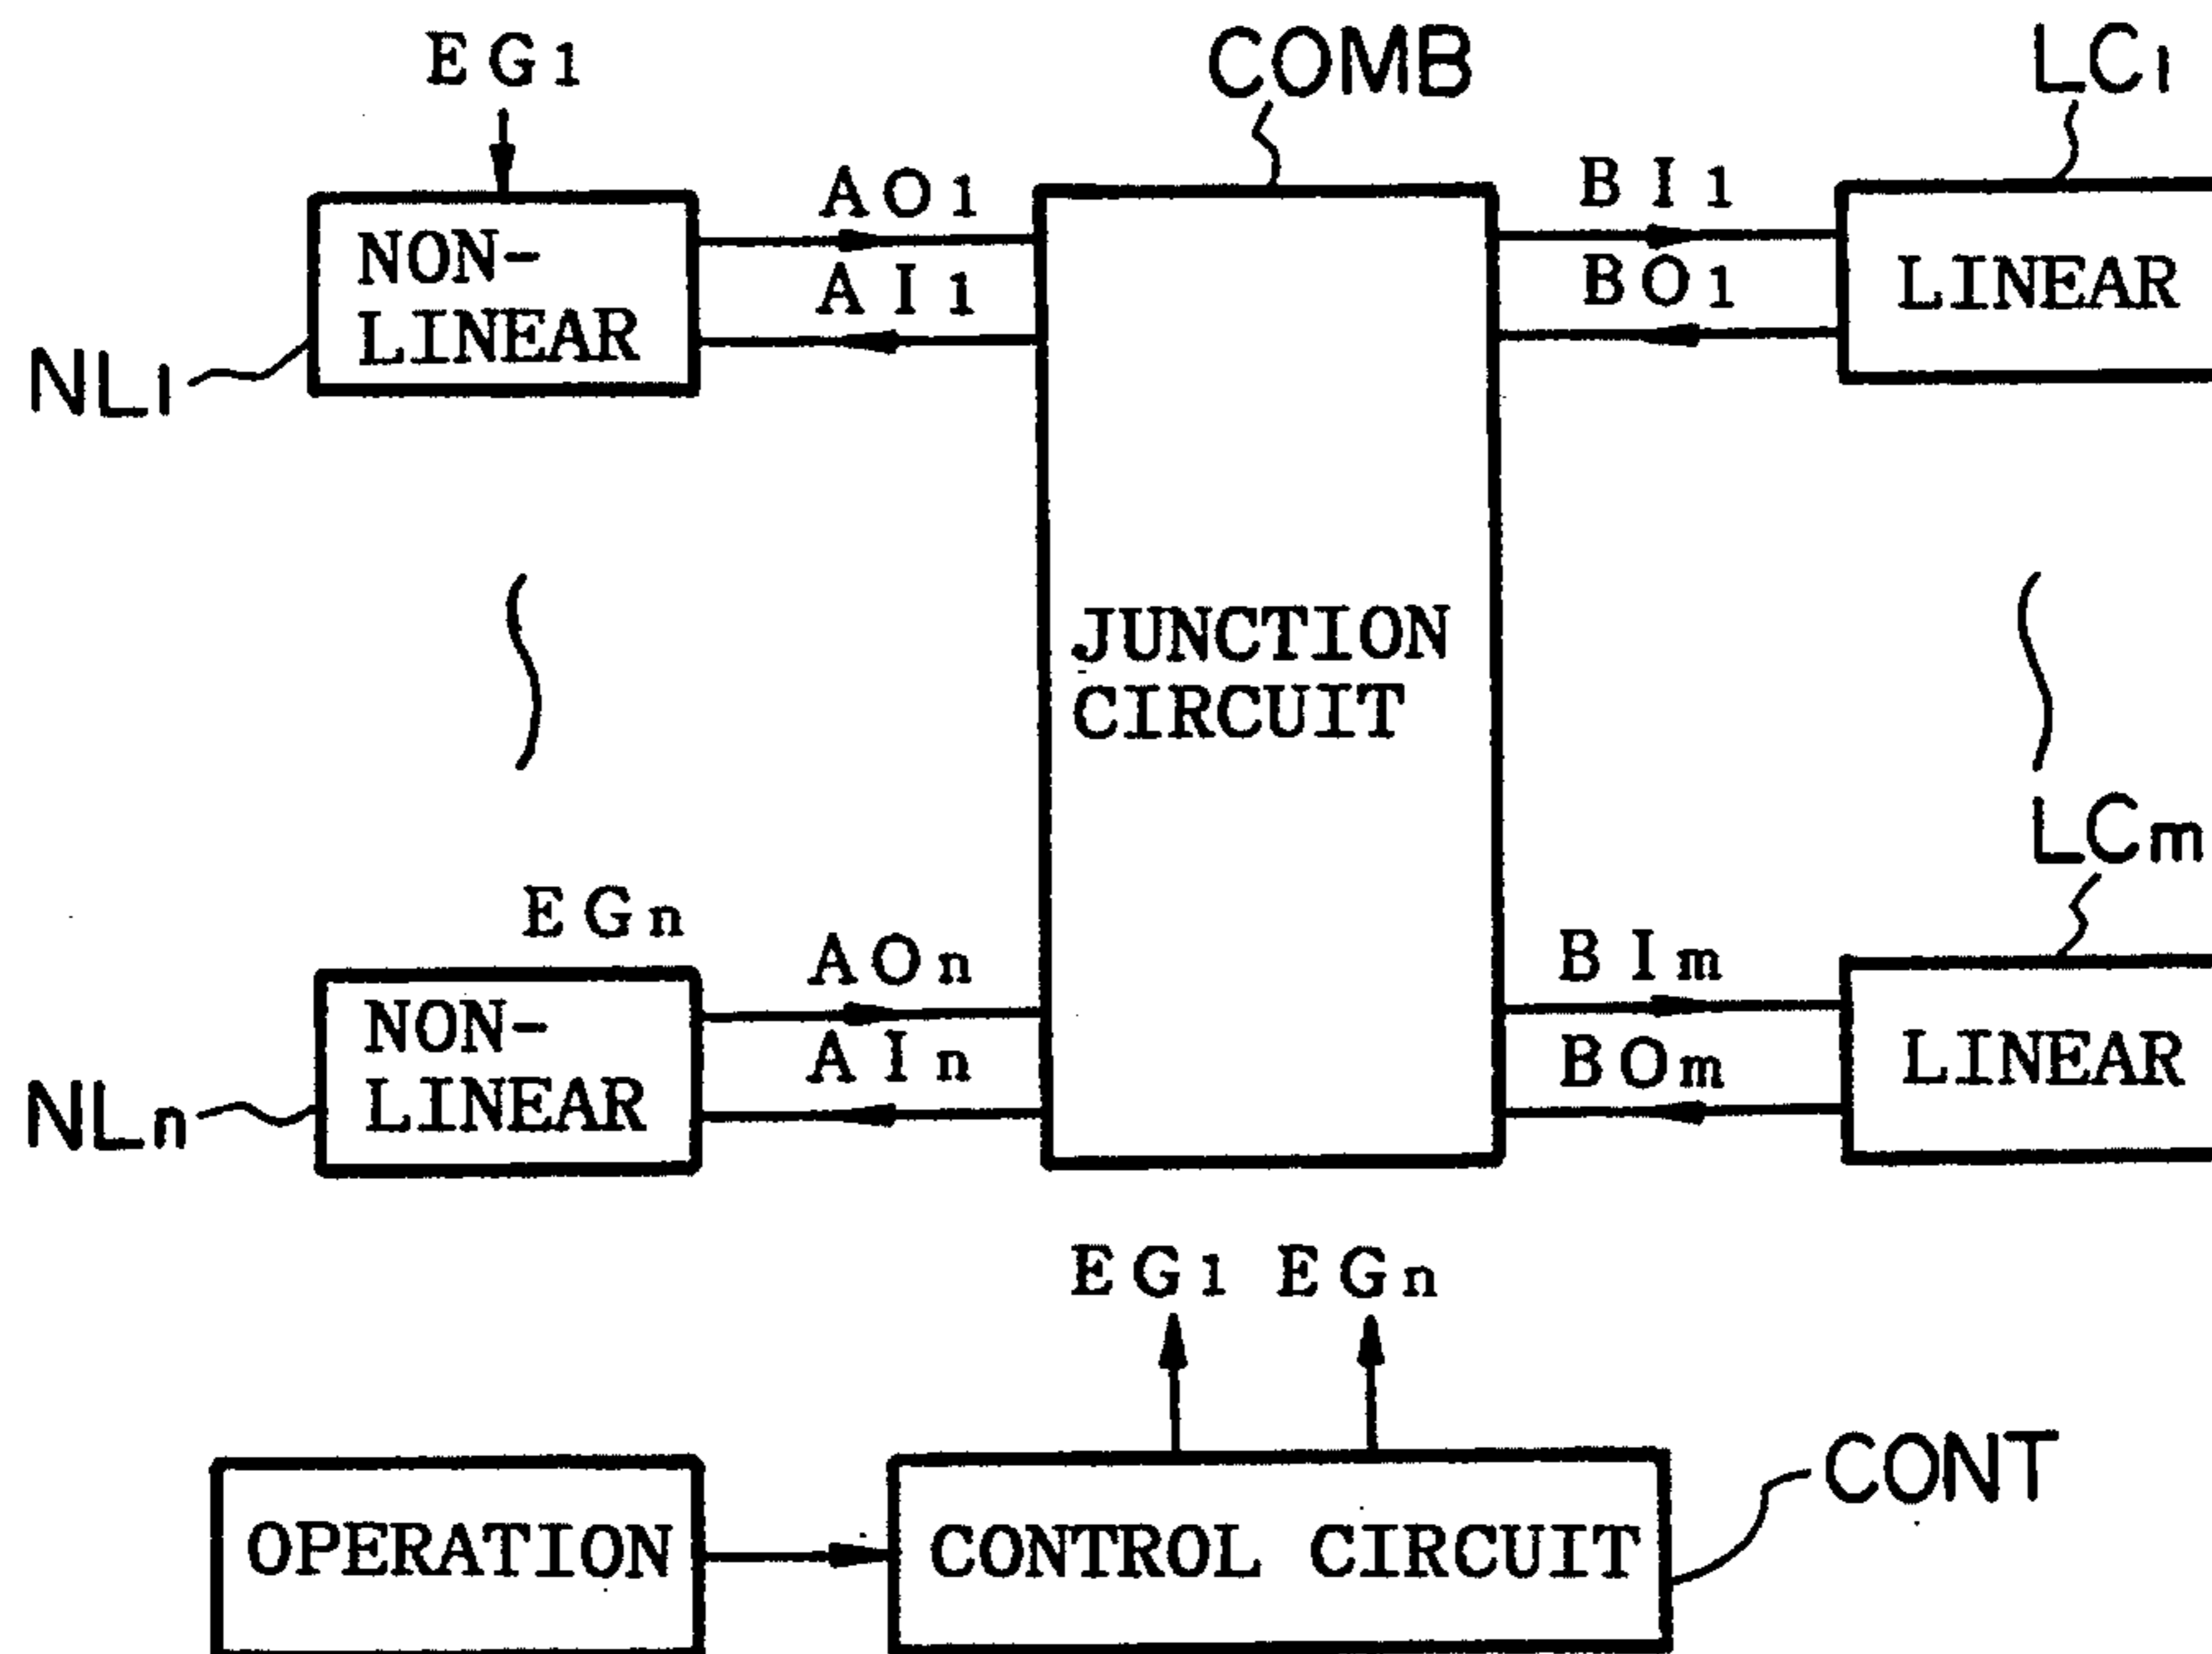 EG1
COMB
LC1
AO1
BI1
NON-
LINEAR
AI1
BO1
LINEAR
NL1
JUNCTION
CIRCUIT
LCm
EGn
AOn
BIm
NON-
LINEAR
AIn
BOm
LINEAR
NLn
EG1 EGn
CONT
OPERATION
CONTROL CIRCUIT